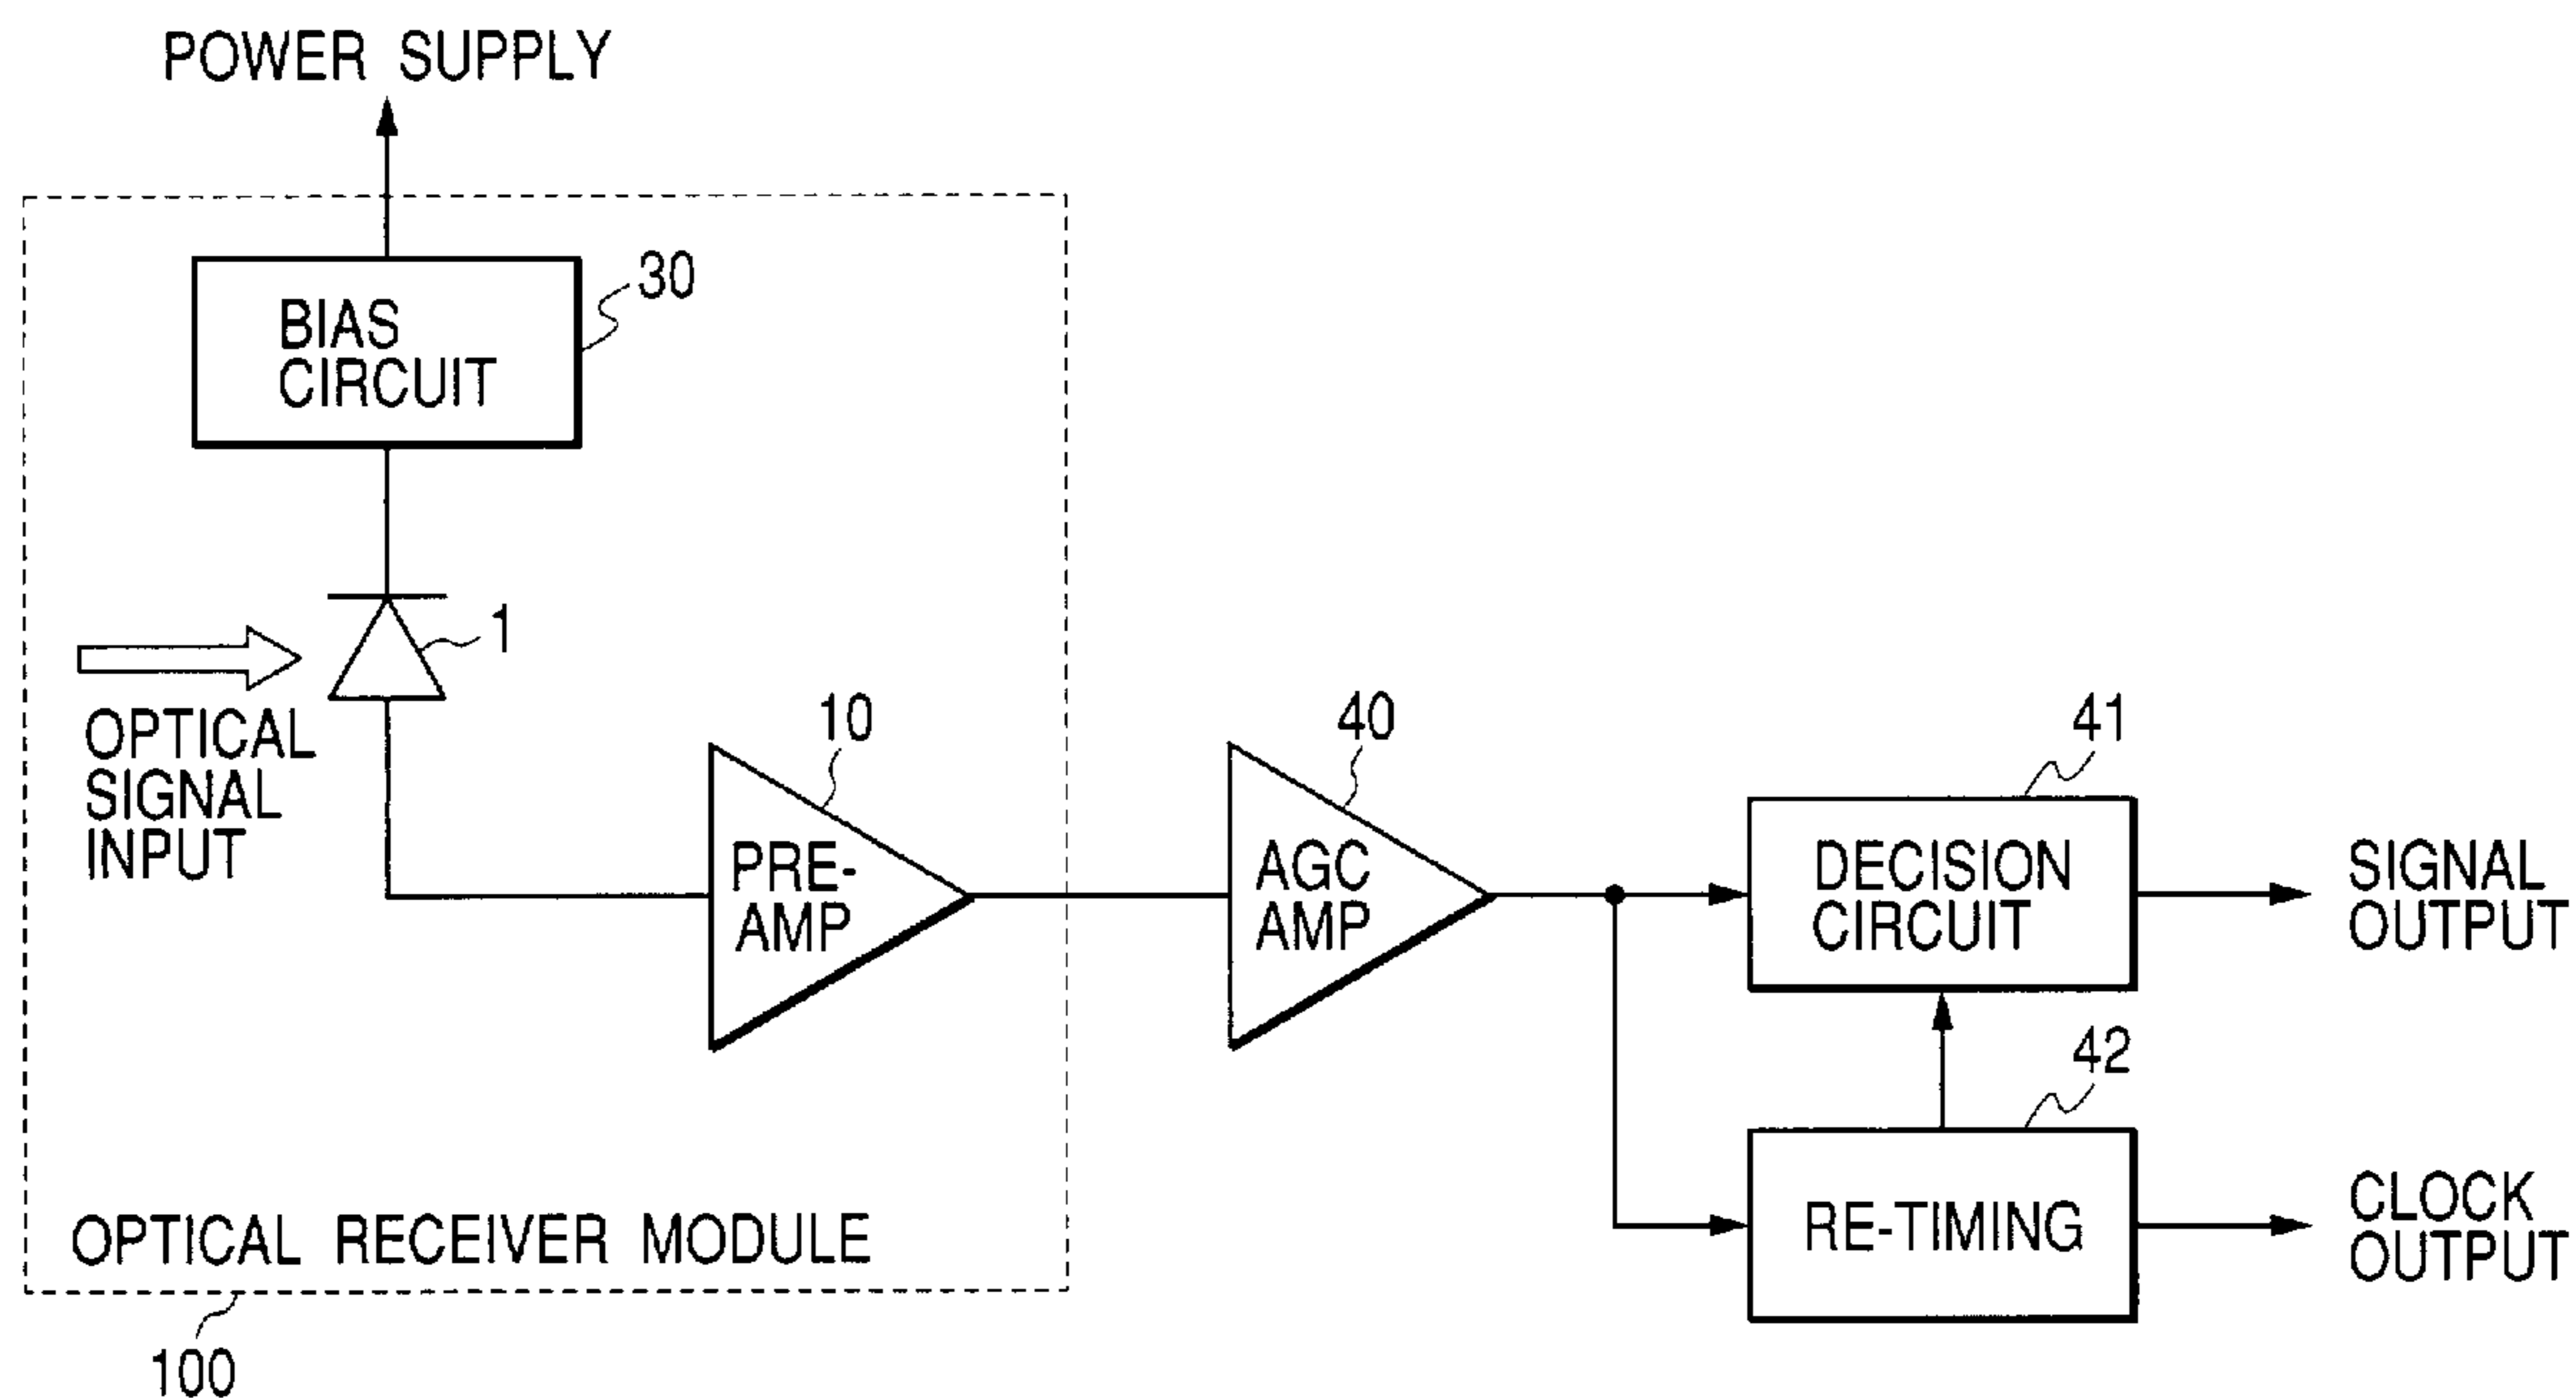 POWER SUPPLY
BIAS
CIRCUIT
30
1
OPTICAL
SIGNAL
INPUT
10
PRE-
AMP
40
AGC
AMP
41
DECISION
CIRCUIT
SIGNAL
OUTPUT
42
RE-TIMING
CLOCK
OUTPUT
OPTICAL RECEIVER MODULE
100